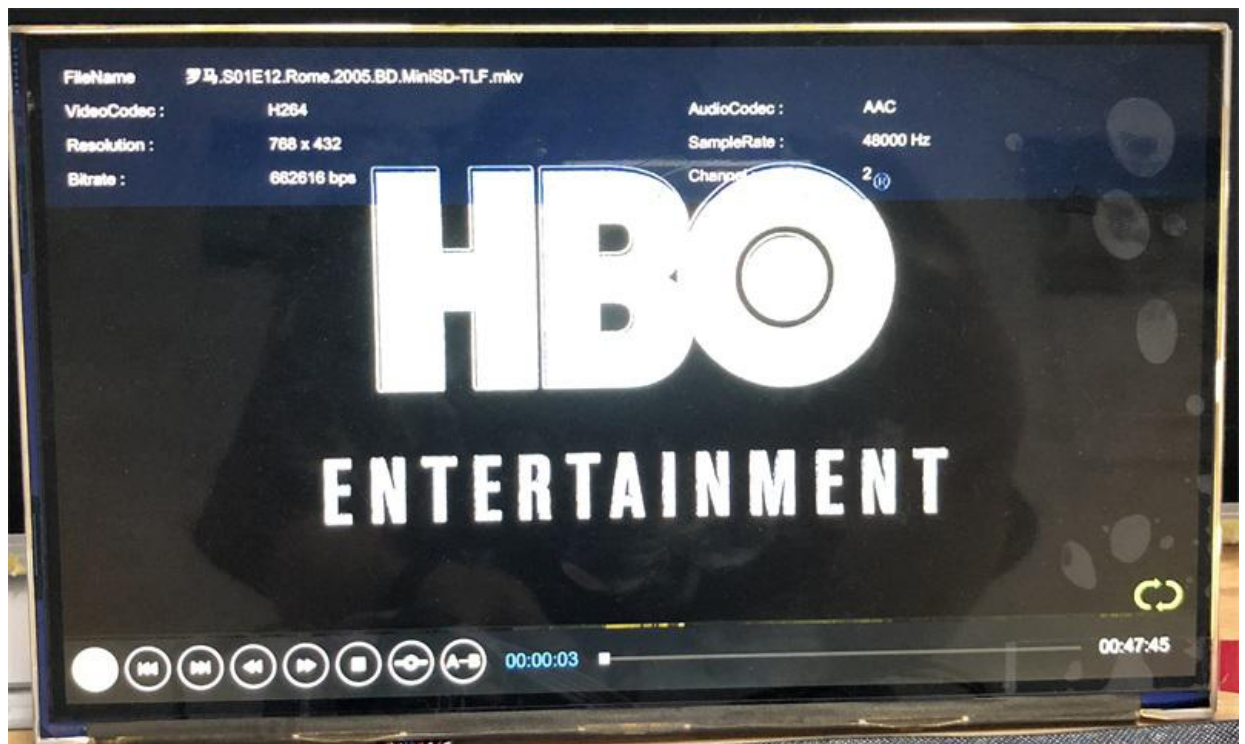 FileName 罗马.S01E12.Rome.2005.BD.MiniSD-TLF.mkv
VideoCodec : H264 AudioCodec : AAC
Resolution : 768 x 432 SampleRate : 48000 Hz
Bitrate : 662616 bps Channel 2
HBO®
ENTERTAINMENT
A-B 00:00:03 00:47:45